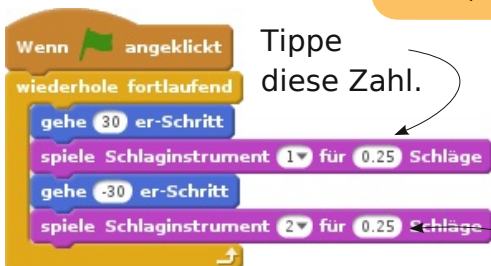 Wenn angeklickt
Tippe
diese Zahl.
wiederhole fortlaufend
gehe 30 er-Schritt
spiele Schlaginstrument 1 für 0.25 Schläge
gehe -30 er-Schritt
spiele Schlaginstrument 2 für 0.25 Schläge